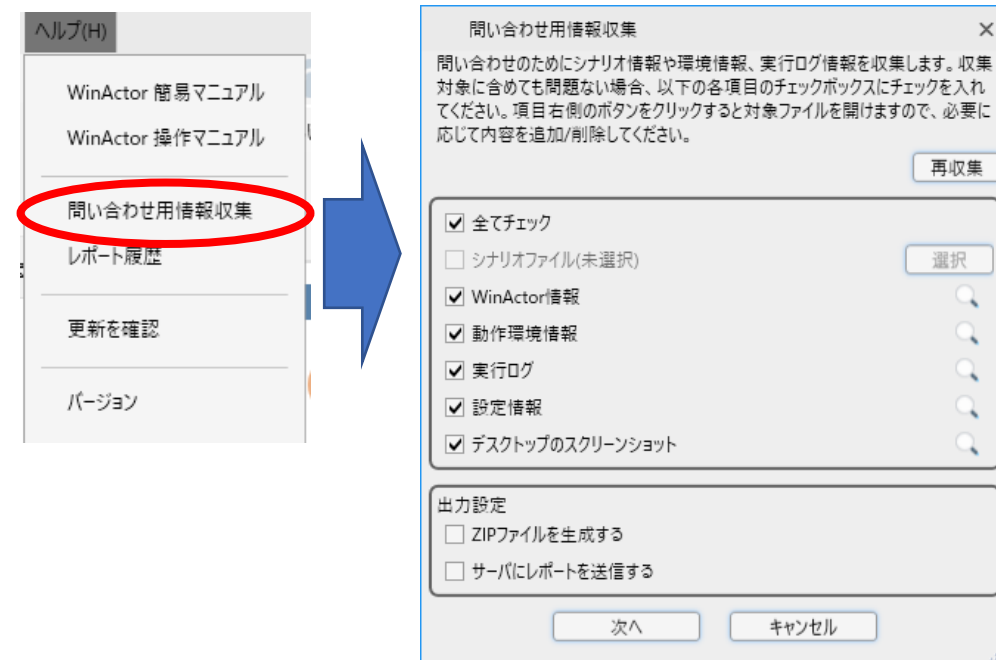 ヘルプ(H)
WinActor 簡易マニュアル
WinActor 操作マニュアル
問い合わせ用情報収集
レポート履歴
更新を確認
バージョン
問い合わせ用情報収集
問い合わせのためにシナリオ情報や環境情報、実行ログ情報を収集します。収集
対象に含めても問題ない場合、以下の各項目のチェックボックスにチェックを入れ
てください。項目右側のボタンをクリックすると対象ファイルを開けますので、必要に
応じて内容を追加/削除してください。
再収集
全てチェック
シナリオファイル(未選択)
選択
WinActor情報
動作環境情報
実行ログ
設定情報
デスクトップのスクリーンショット
出力設定
ZIPファイルを生成する
サーバにレポートを送信する
次へ
キャンセル